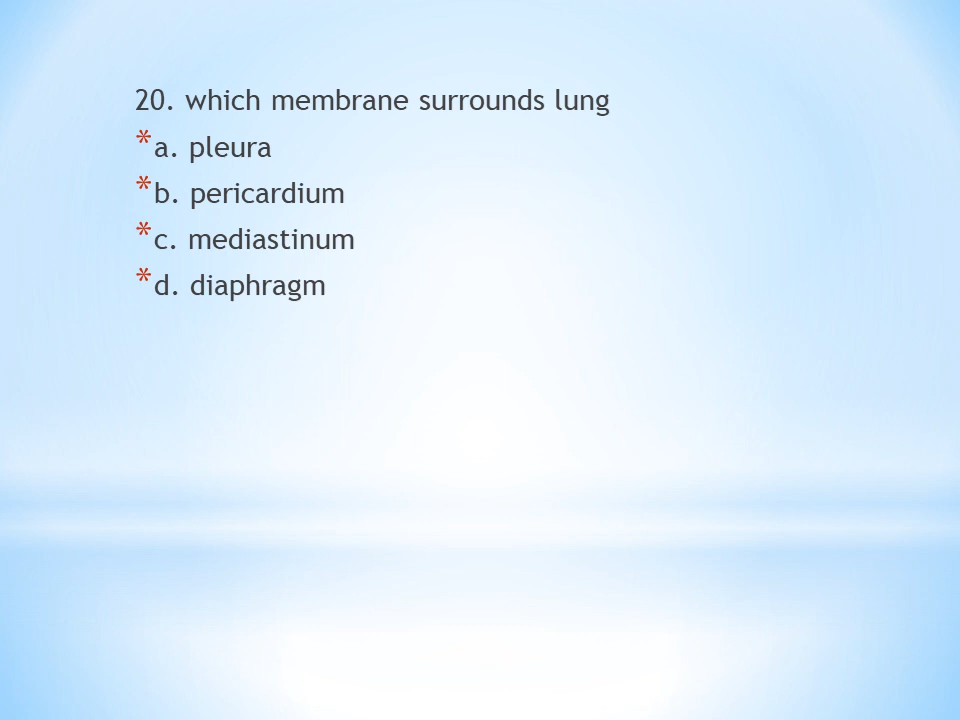 20. which membrane surrounds lung
* a. pleura
* b. pericardium
* c. mediastinum
* d. diaphragm